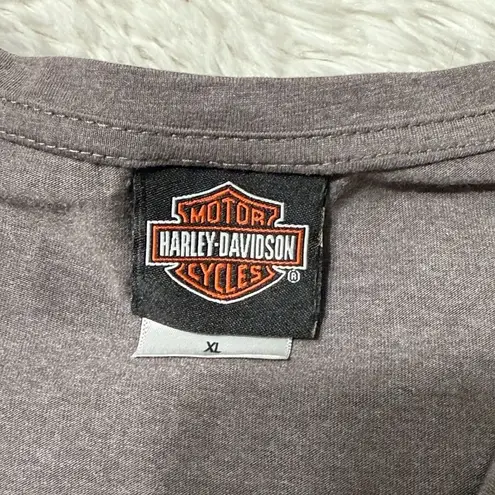 MOTOR
HARLEY-DAVIDSON
CYCLES
®
XL